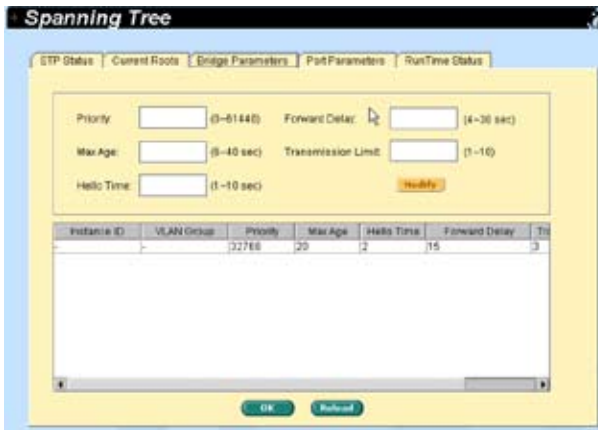 Spanning Tree
STP Status Current Roots Bridge Parameters Port Parameters RunTime Status
Priority: (0~61440) Forward Delay: (4~30 sec)
Max Age: (6~40 sec) Transmission Limit: (1~10)
Hello Time: (1~10 sec) Modify
Instance ID VLAN Group Priority Max Age Hello Time Forward Delay Tr
- - 32768 20 2 15 3
OK Reload